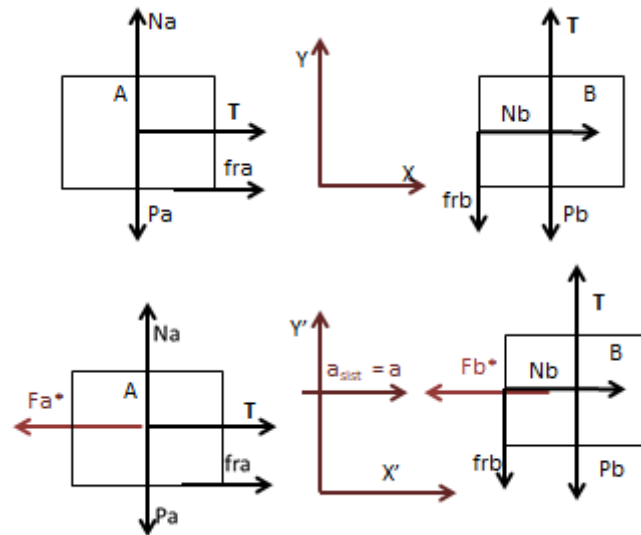 Na
A
T
fra
Pa
Y
X
T
Nb
B
frb
Pb
Na
Fa*
A
T
fra
Pa
Y'
a_sist = a
X'
T
Fb*
Nb
B
frb
Pb